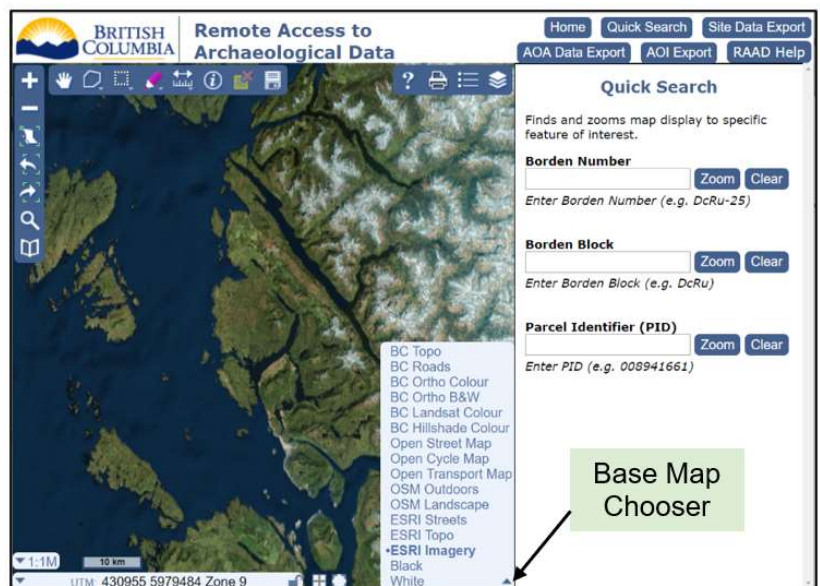 BRITISH
COLUMBIA
Remote Access to
Archaeological Data
Home Quick Search Site Data Export
AOA Data Export AOI Export RAAD Help
?
Quick Search
Finds and zooms map display to specific
feature of interest.
Borden Number
Zoom Clear
Enter Borden Number (e.g. DcRu-25)
Borden Block
Zoom Clear
Enter Borden Block (e.g. DcRu)
Parcel Identifier (PID)
Zoom Clear
Enter PID (e.g. 008941661)
BC Topo
BC Roads
BC Ortho Colour
BC Ortho B&W
BC Landsat Colour
BC Hillshade Colour
Open Street Map
Open Cycle Map
Open Transport Map
OSM Outdoors
OSM Landscape
ESRI Streets
ESRI Topo
•ESRI Imagery
Black
White
Base Map
Chooser
1:1M
10 km
UTM: 430955 5979484 Zone 9